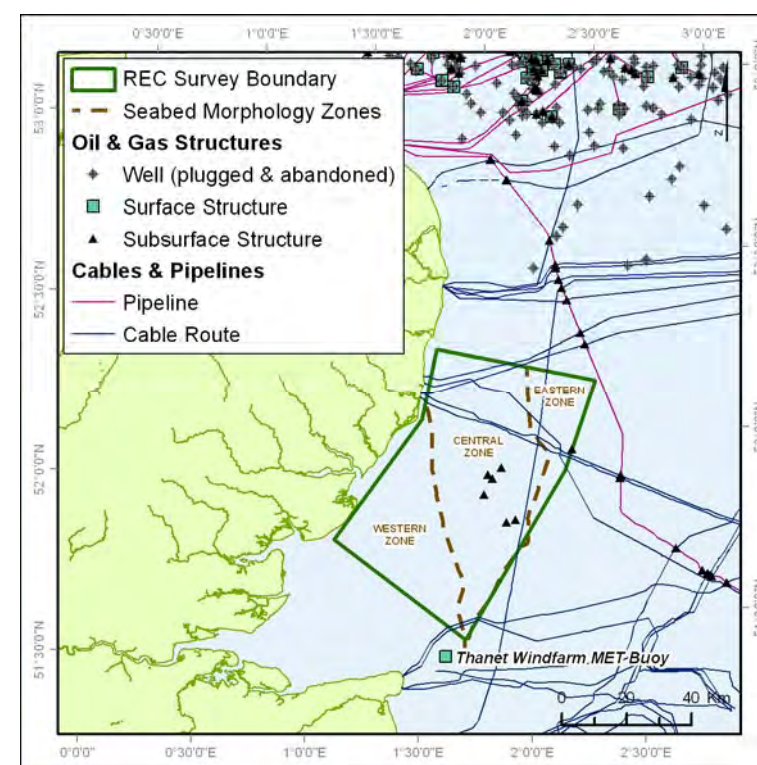 0°30'0"E 1°0'0"E 1°30'0"E 2°0'0"E 2°30'0"E 3°0'0"E
REC Survey Boundary
Seabed Morphology Zones
Oil & Gas Structures
Well (plugged & abandoned)
Surface Structure
Subsurface Structure
Cables & Pipelines
Pipeline
Cable Route
N
53°0'0"N
52°30'0"N
52°0'0"N
51°30'0"N
EASTERN
ZONE
CENTRAL
ZONE
WESTERN
ZONE
Thanet Windfarm MET-Buoy
0 20 40 Km
0°0'0" 0°30'0"E 1°0'0"E 1°30'0"E 2°0'0"E 2°30'0"E